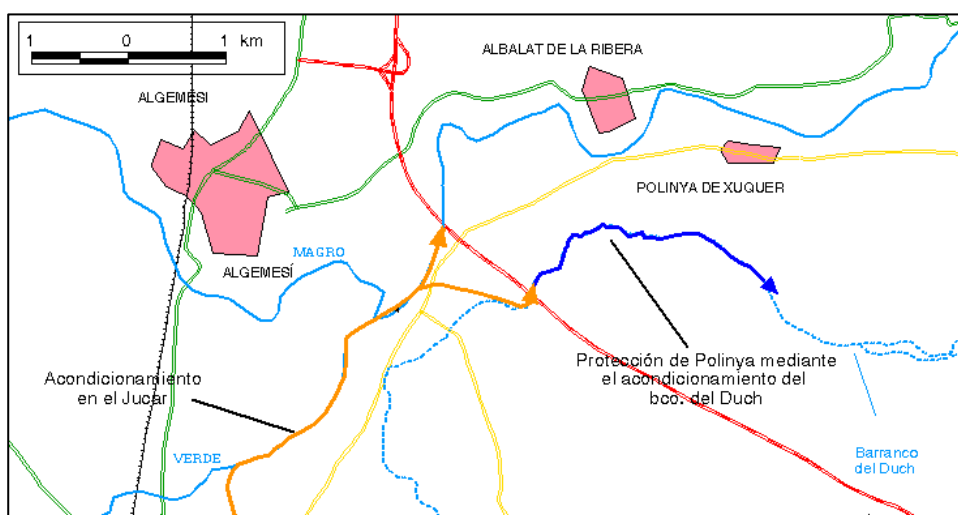 1 0 1 km
ALBALAT DE LA RIBERA
ALGEMESI
POLINYA DE XUQUER
MAGRO
ALGEMESÍ
Acondicionamiento
en el Jucar
Protección de Polinya mediante
el acondicionamiento del
bco. del Duch
VERDE
Barranco
del Duch